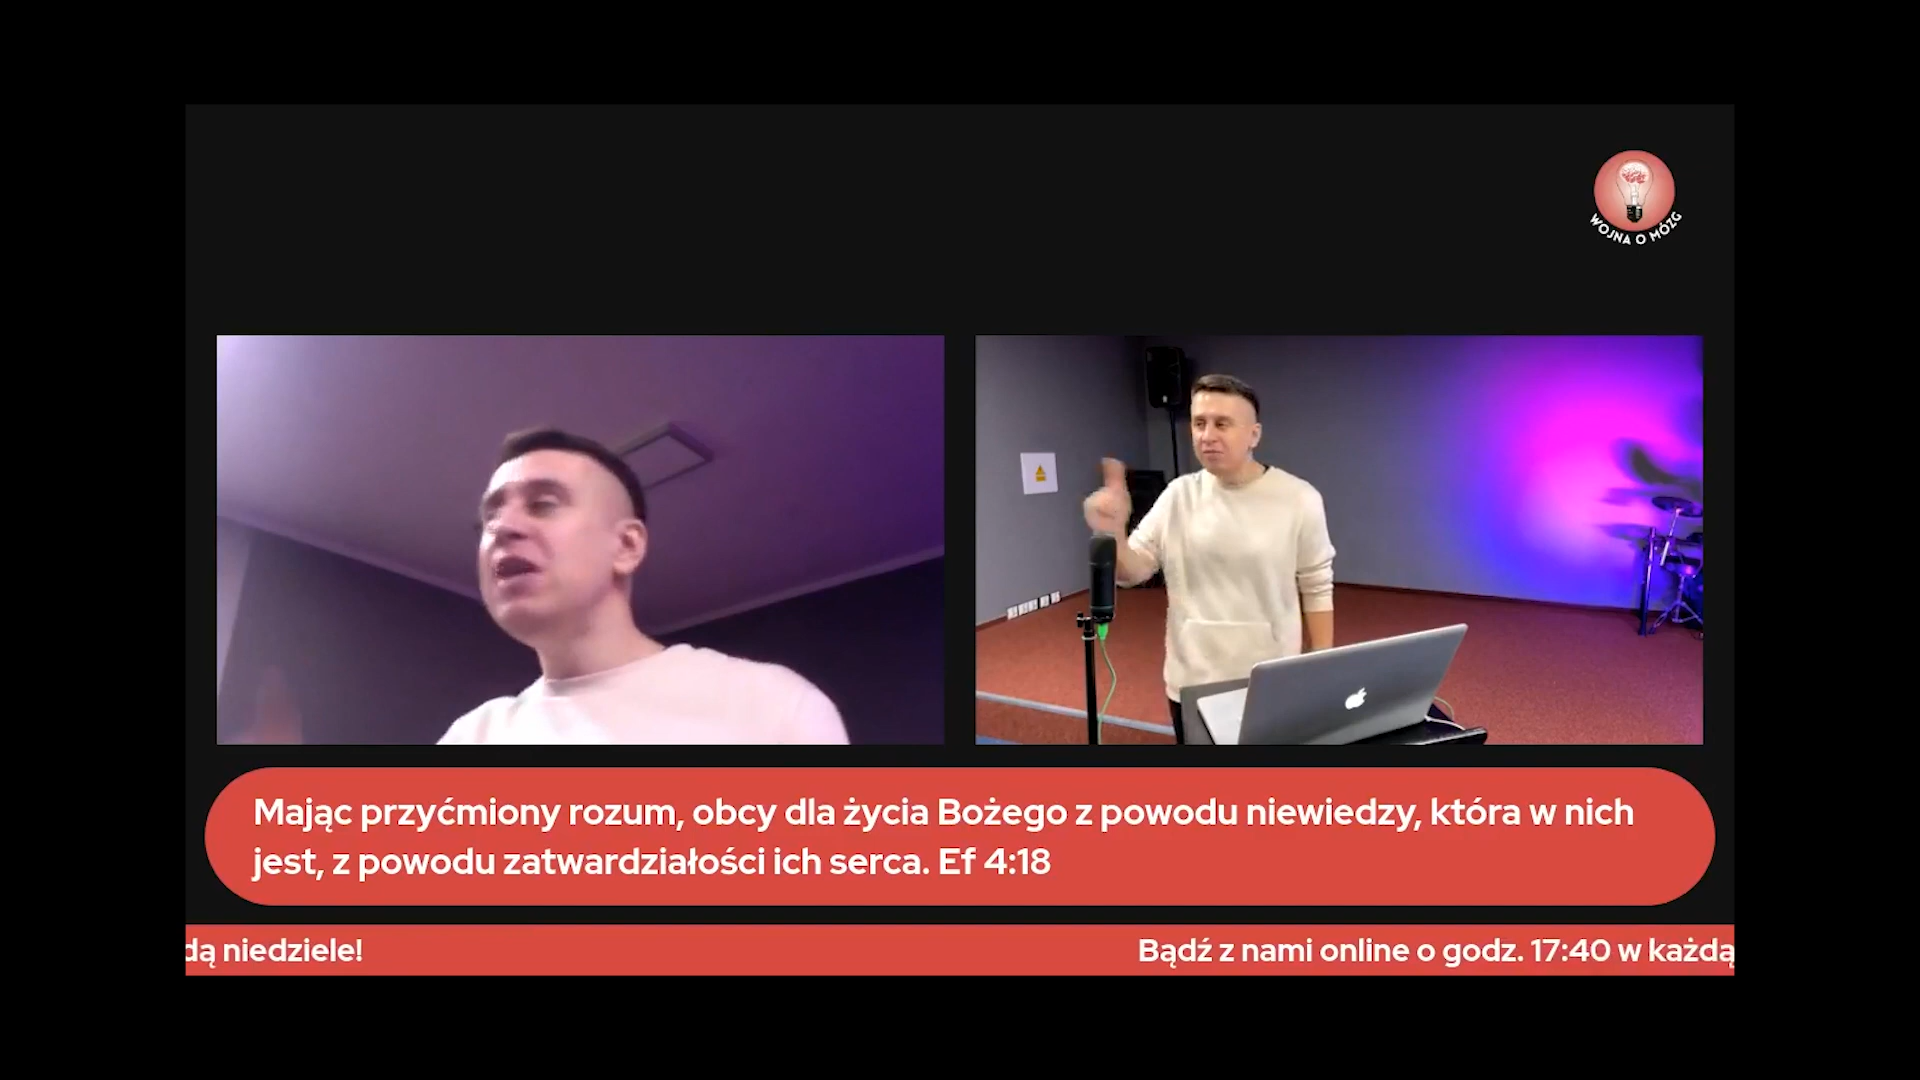 WOJNA O MÓZG
Mając przyćmiony rozum, obcy dla życia Bożego z powodu niewiedzy, która w nich
jest, z powodu zatwardziałości ich serca. Ef 4:18
dą niedziele!
Bądź z nami online o godz. 17:40 w każdą